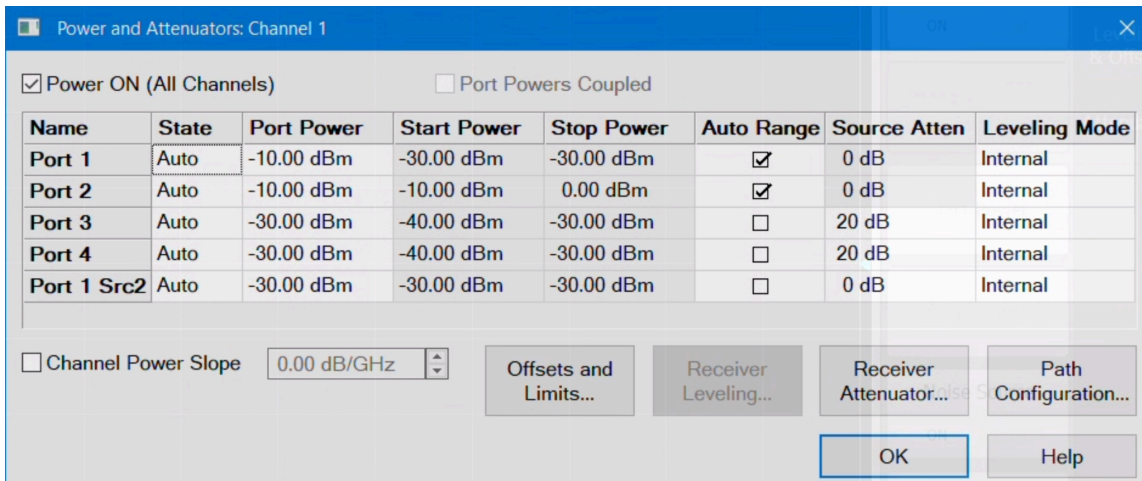 Power and Attenuators: Channel 1
ON
Power ON (All Channels) Port Powers Coupled
Name State Port Power Start Power Stop Power Auto Range Source Atten Leveling Mode
Port 1 Auto -10.00 dBm -30.00 dBm -30.00 dBm 0 dB Internal
Port 2 Auto -10.00 dBm -10.00 dBm 0.00 dBm 0 dB Internal
Port 3 Auto -30.00 dBm -40.00 dBm -30.00 dBm 20 dB Internal
Port 4 Auto -30.00 dBm -40.00 dBm -30.00 dBm 20 dB Internal
Port 1 Src2 Auto -30.00 dBm -30.00 dBm -30.00 dBm 0 dB Internal
Channel Power Slope 0.00 dB/GHz
Offsets and
Limits...
Receiver
Leveling...
Receiver
Attenuator...
Path
Configuration...
OK Help